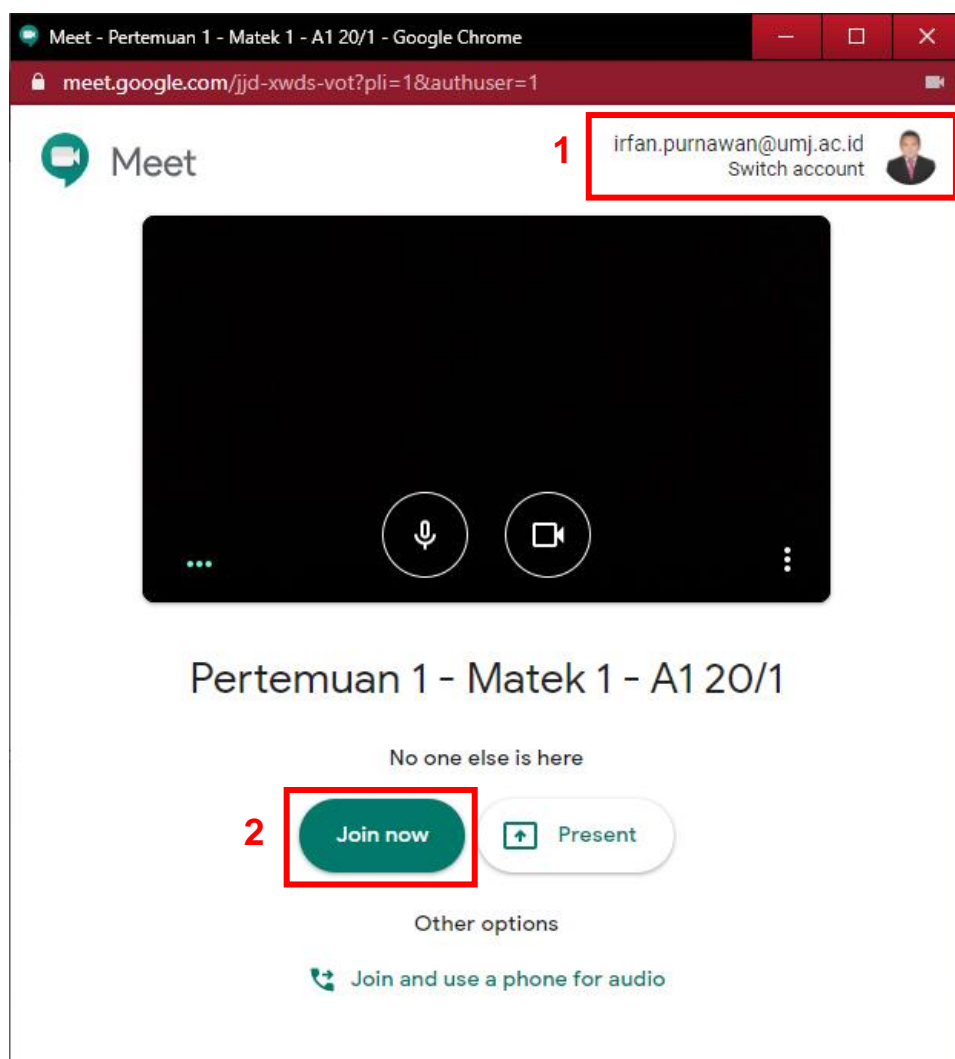 Meet - Pertemuan 1 - Matek 1 - A1 20/1 - Google Chrome
meet.google.com/jjd-xwds-vot?pli=1&authuser=1
Meet
1
irfan.purnawan@umj.ac.id
Switch account
Pertemuan 1 - Matek 1 - A1 20/1
No one else is here
2
Join now
Present
Other options
Join and use a phone for audio